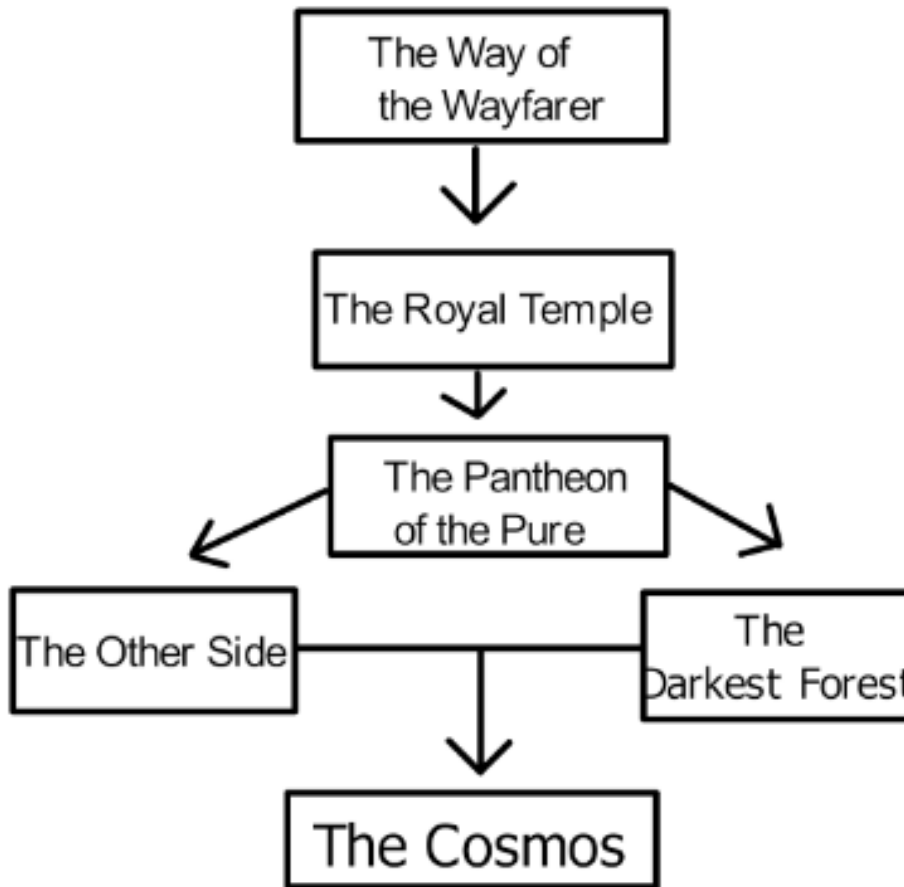 The Way of
the Wayfarer
The Royal Temple
The Pantheon
of the Pure
The Other Side
The
Darkest Forest
The Cosmos